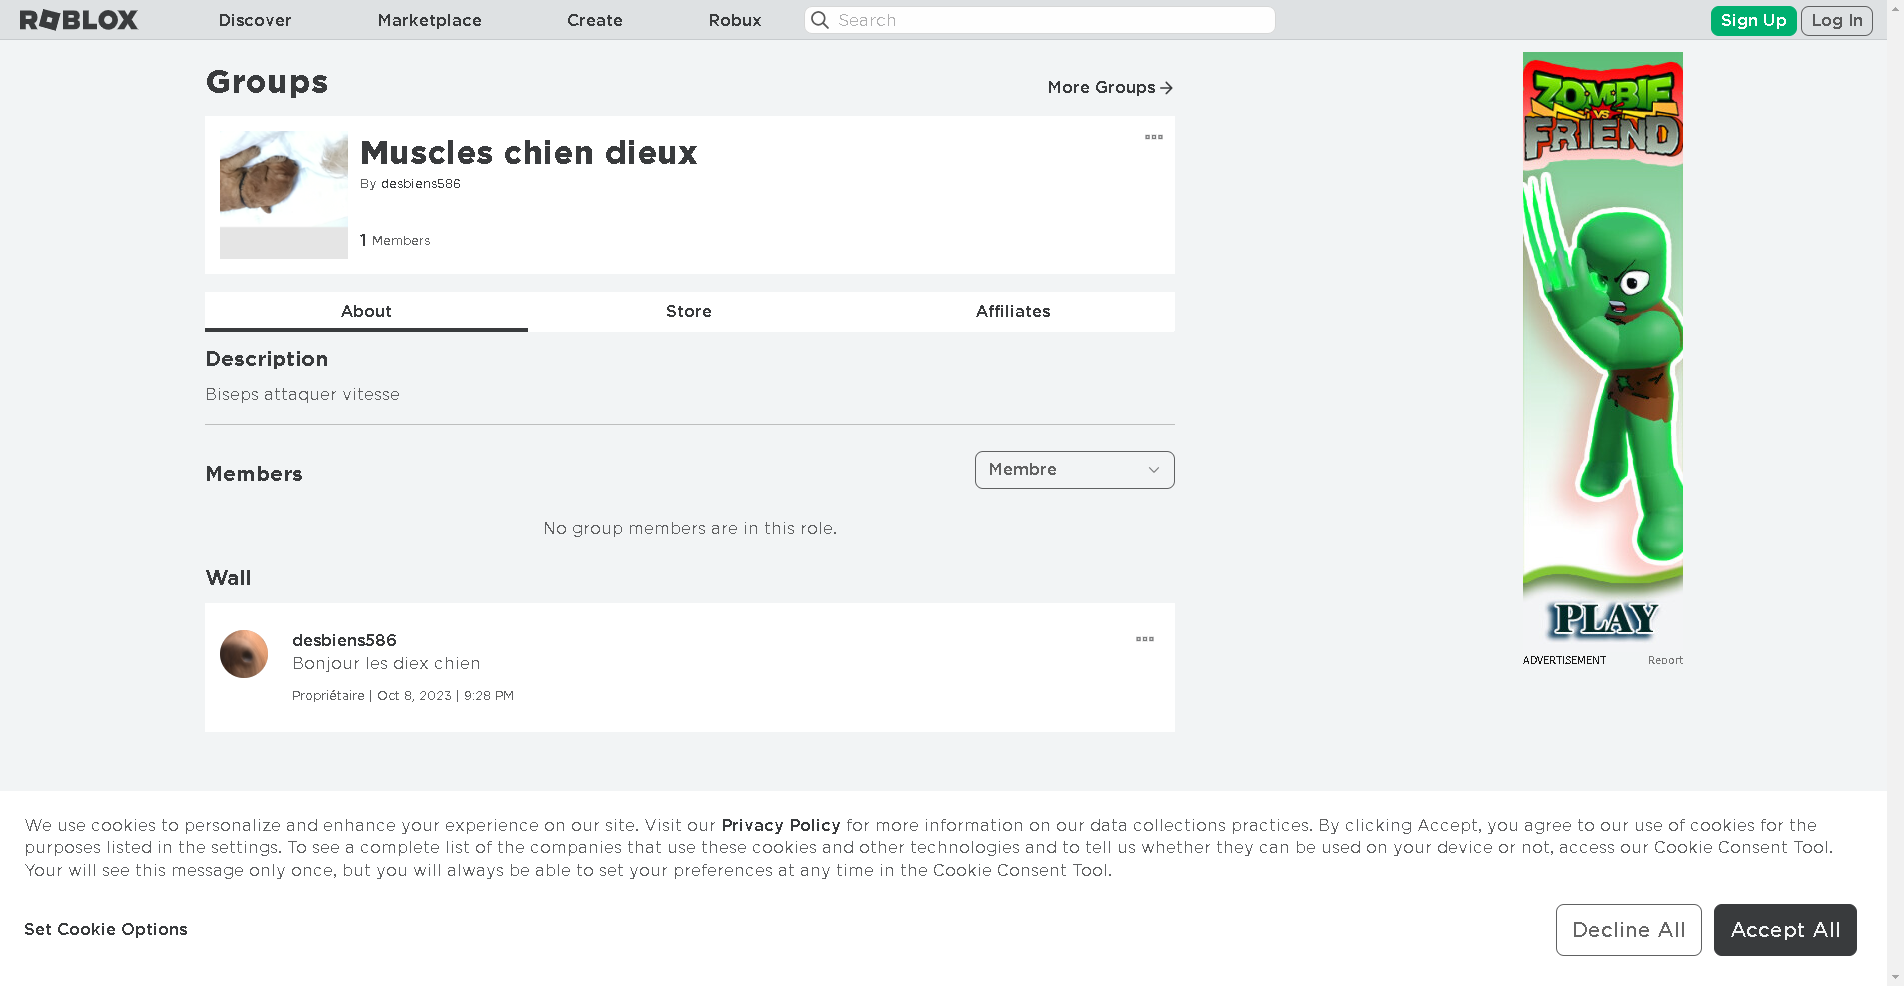 ROBLOX
Discover
Marketplace
Create
Robux
Search
Sign Up
Log In
Groups
More Groups
Muscles chien dieux
By desbiens586
1 Members
About
Store
Affiliates
Description
Biseps attaquer vitesse
Members
Membre
No group members are in this role.
Wall
desbiens586
Bonjour les diex chien
Propriétaire | Oct 8, 2023 | 9:28 PM
ZOMBIE
VS
FRIEND
PLAY
ADVERTISEMENT
Report
We use cookies to personalize and enhance your experience on our site. Visit our Privacy Policy for more information on our data collections practices. By clicking Accept, you agree to our use of cookies for the
purposes listed in the settings. To see a complete list of the companies that use these cookies and other technologies and to tell us whether they can be used on your device or not, access our Cookie Consent Tool.
Your will see this message only once, but you will always be able to set your preferences at any time in the Cookie Consent Tool.
Set Cookie Options
Decline All
Accept All